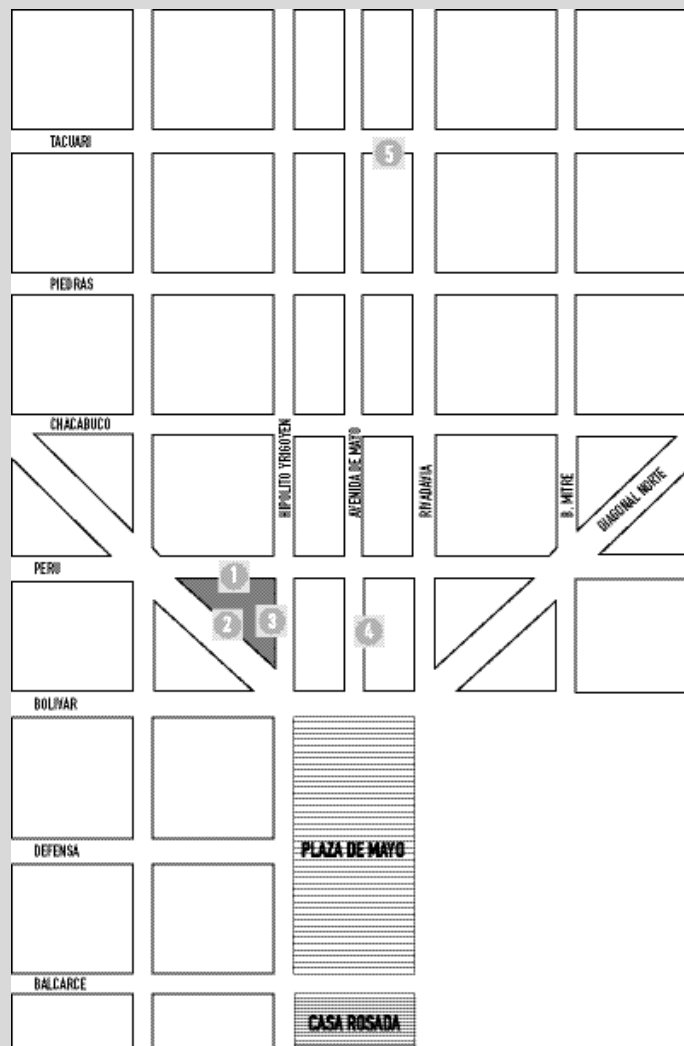 TACUARI
5
PIEDRAS
CHACABUCO
HIPOLITO YRIGOYEN
AVENIDA DE MAYO
RIVADAVIA
B. MITRE
DIAGONAL NORTE
PERU
1
2
3
4
BOLIVAR
DEFENSA
PLAZA DE MAYO
BALCARCE
CASA ROSADA